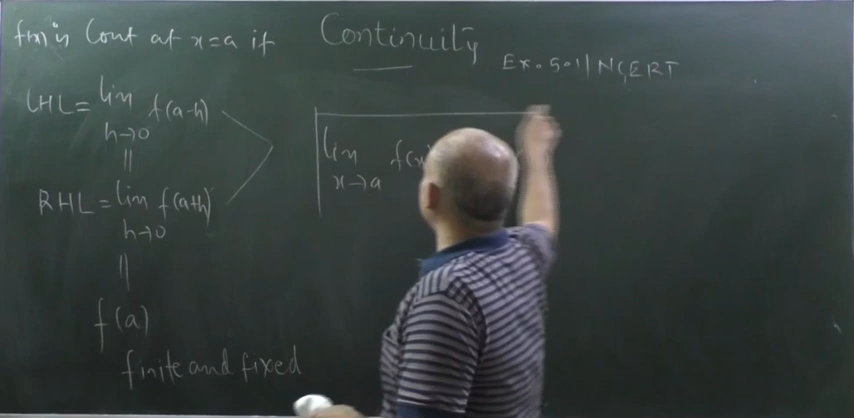 f(x) is Cont at x=a if
Continuity
Ex. 5.1 | NCERT
LHL = lim f(a-h)
h→0
||
RHL = lim f(a+h)
h→0
||
f(a)
finite and fixed
lim f(x)
x→a